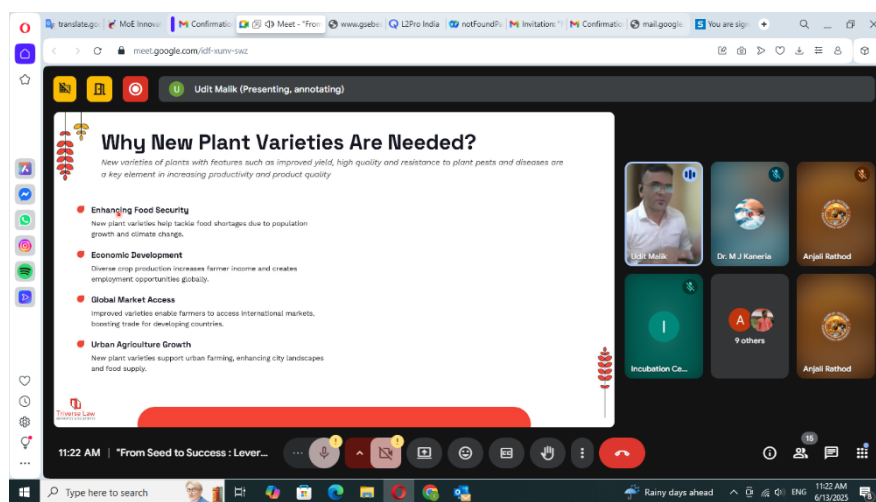 translate.go
MoE Innova
Confirmatio
Meet - "From
www.gsebes
L2Pro India
notFoundPa
Invitation: "
Confirmatic
mail.google.
You are sign
meet.google.com/idf-xunv-swz
Udit Malik (Presenting, annotating)
Why New Plant Varieties Are Needed?
New varieties of plants with features such as improved yield, high quality and resistance to plant pests and diseases are
a key element in increasing productivity and product quality
Enhancing Food Security
New plant varieties help tackle food shortages due to population
growth and climate change.
Economic Development
Diverse crop production increases farmer income and creates
employment opportunities globally.
Global Market Access
Improved varieties enable farmers to access international markets,
boosting trade for developing countries.
Urban Agriculture Growth
New plant varieties support urban farming, enhancing city landscapes
and food supply.
Triverse Law
Udit Malik
Dr. M J Kaneria
Anjali Rathod
I
Incubation Ce...
A
9 others
Anjali Rathod
11:22 AM | "From Seed to Success : Lever...
15
Type here to search
Rainy days ahead
ENG
11:22 AM
6/13/2025